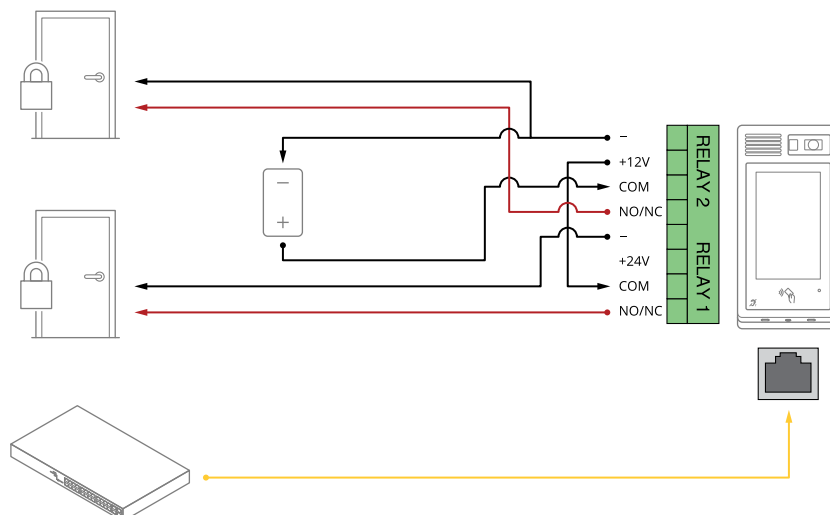 −
+12V
COM
NO/NC
−
+24V
COM
NO/NC
RELAY 2
RELAY 1
−
+